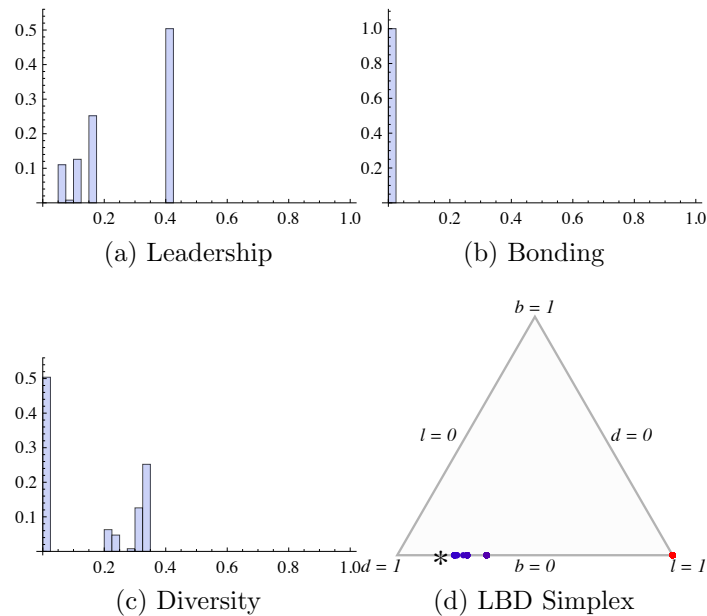 0.5
0.4
0.3
0.2
0.1
0.2 0.4 0.6 0.8 1.0
(a) Leadership
1.0
0.8
0.6
0.4
0.2
0.2 0.4 0.6 0.8 1.0
(b) Bonding
0.5
0.4
0.3
0.2
0.1
0.2 0.4 0.6 0.8 1.0
(c) Diversity
b = 1
l = 0 d = 0
*
d = 1 b = 0 l = 1
(d) LBD Simplex